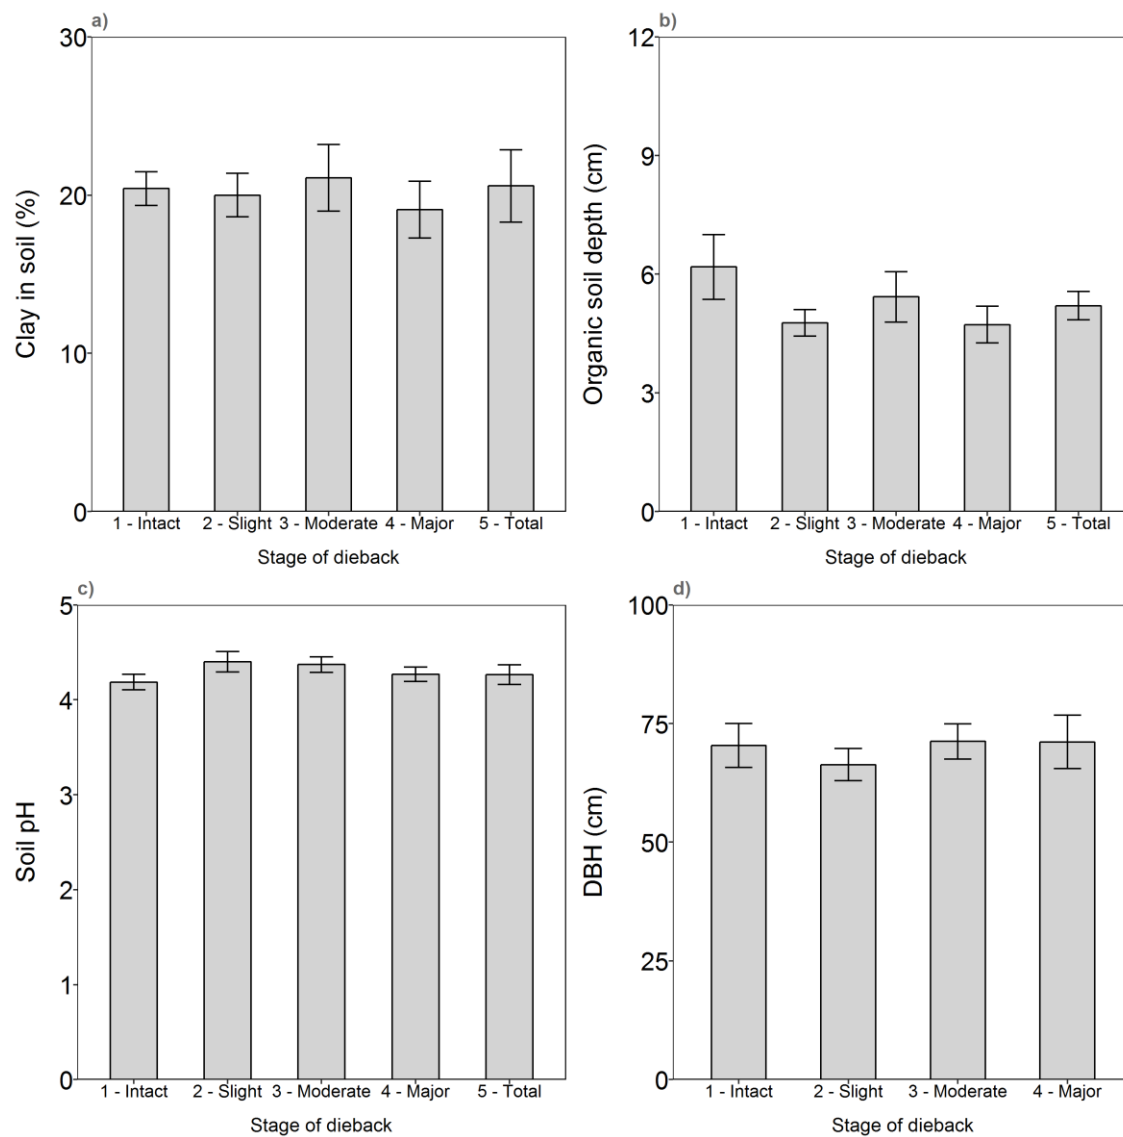 a)
30
20
10
0
Clay in soil (%)
1 - Intact 2 - Slight 3 - Moderate 4 - Major 5 - Total
Stage of dieback
b)
12
9
6
3
0
Organic soil depth (cm)
1 - Intact 2 - Slight 3 - Moderate 4 - Major 5 - Total
Stage of dieback
c)
5
4
3
2
1
0
Soil pH
1 - Intact 2 - Slight 3 - Moderate 4 - Major 5 - Total
Stage of dieback
d)
100
75
50
25
0
DBH (cm)
1 - Intact 2 - Slight 3 - Moderate 4 - Major
Stage of dieback